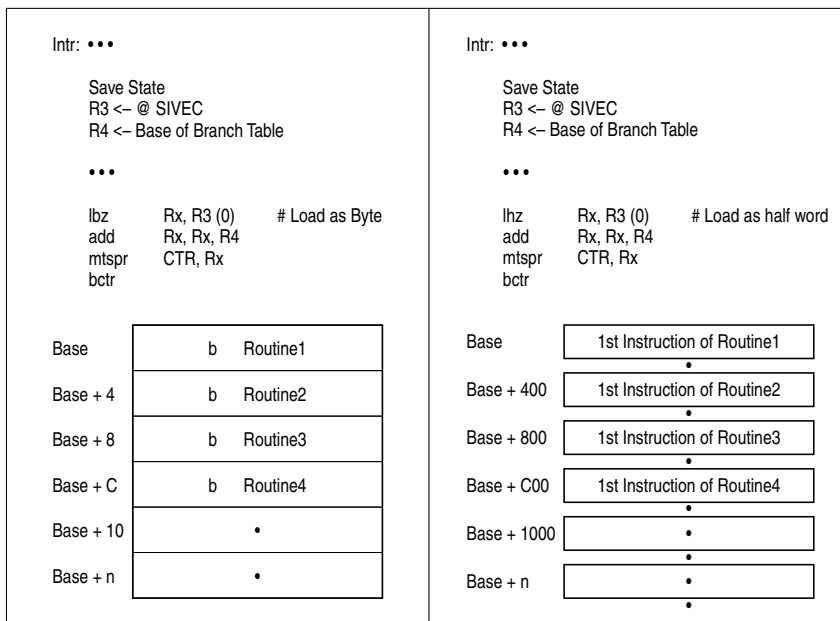 Intr: •••
Save State
R3 <– @ SIVEC
R4 <– Base of Branch Table
•••
lbz Rx, R3 (0) # Load as Byte
add Rx, Rx, R4
mtspr CTR, Rx
bctr
Base b Routine1
Base + 4 b Routine2
Base + 8 b Routine3
Base + C b Routine4
Base + 10 •
Base + n •
Intr: •••
Save State
R3 <– @ SIVEC
R4 <– Base of Branch Table
•••
lhz Rx, R3 (0) # Load as half word
add Rx, Rx, R4
mtspr CTR, Rx
bctr
Base 1st Instruction of Routine1
•
Base + 400 1st Instruction of Routine2
•
Base + 800 1st Instruction of Routine3
•
Base + C00 1st Instruction of Routine4
•
Base + 1000 •
•
Base + n •
•